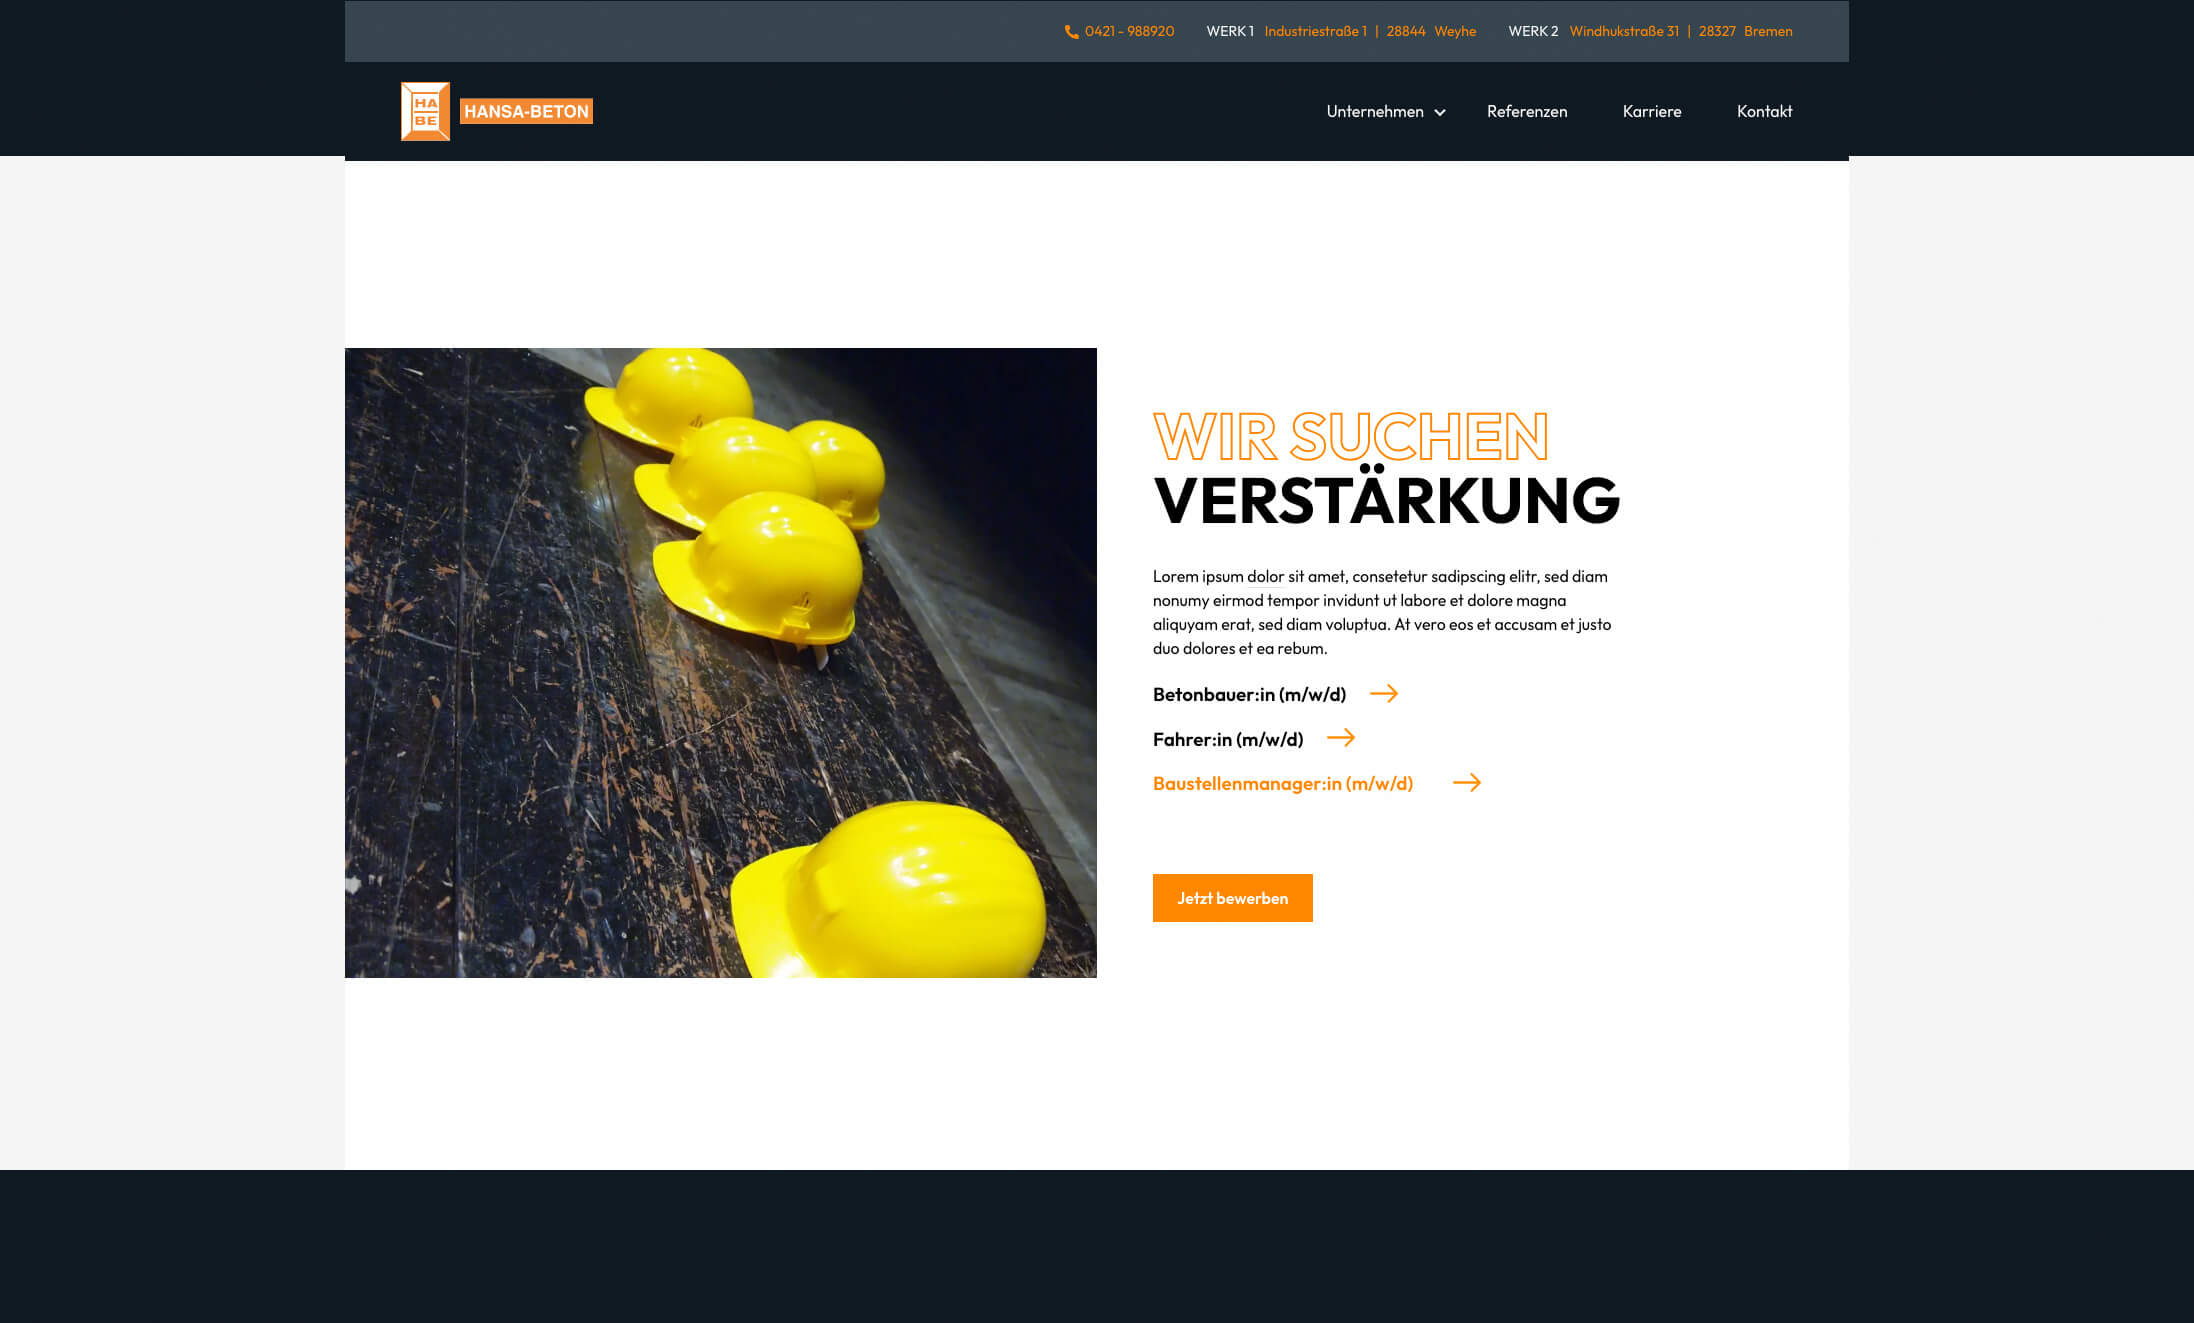 0421 - 988920 WERK 1 Industriestraße 1 | 28844 Weyhe WERK 2 Windhukstraße 31 | 28327 Bremen
HA
BE
HANSA-BETON
Unternehmen Referenzen Karriere Kontakt
WIR SUCHEN
VERSTÄRKUNG
Lorem ipsum dolor sit amet, consetetur sadipscing elitr, sed diam
nonumy eirmod tempor invidunt ut labore et dolore magna
aliquyam erat, sed diam voluptua. At vero eos et accusam et justo
duo dolores et ea rebum.
Betonbauer:in (m/w/d)
Fahrer:in (m/w/d)
Baustellenmanager:in (m/w/d)
Jetzt bewerben